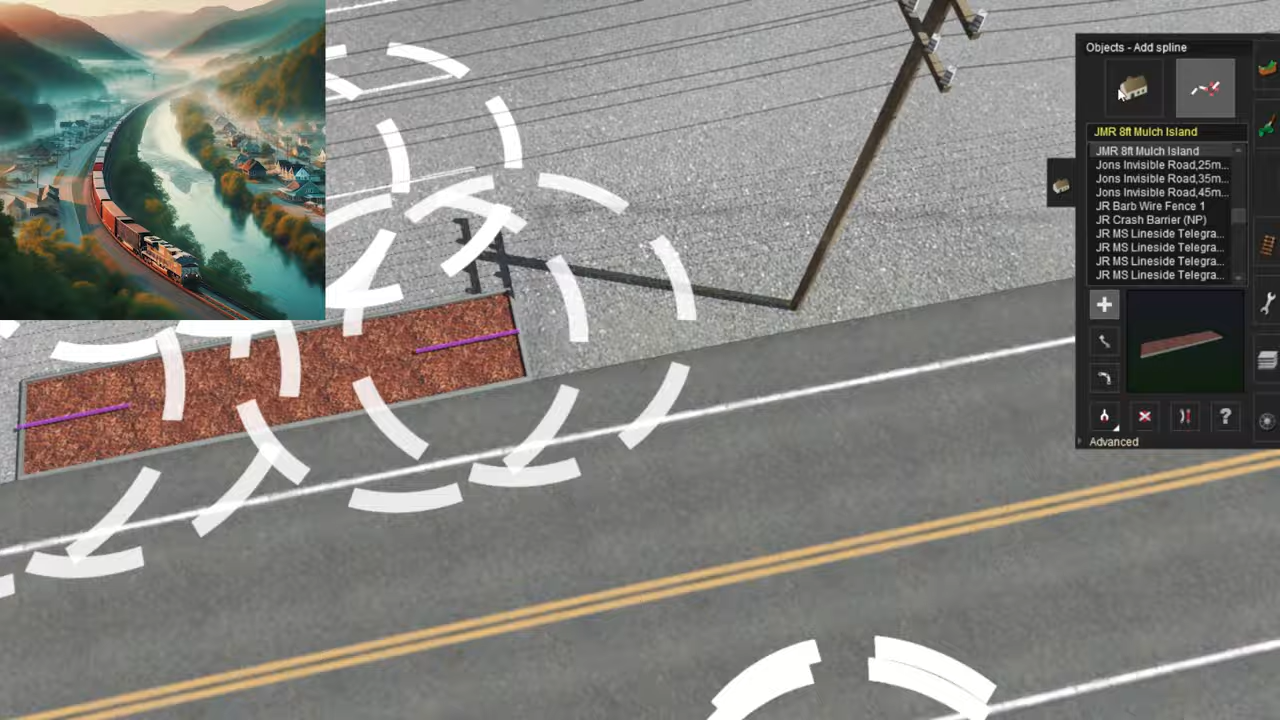 Objects - Add spline
JMR 8ft Mulch Island
JMR 8ft Mulch Island
Jons Invisible Road,25m...
Jons Invisible Road,35m...
Jons Invisible Road,45m...
JR Barb Wire Fence 1
JR Crash Barrier (NP)
JR MS Lineside Telegra...
JR MS Lineside Telegra...
JR MS Lineside Telegra...
JR MS Lineside Telegra...
?
Advanced